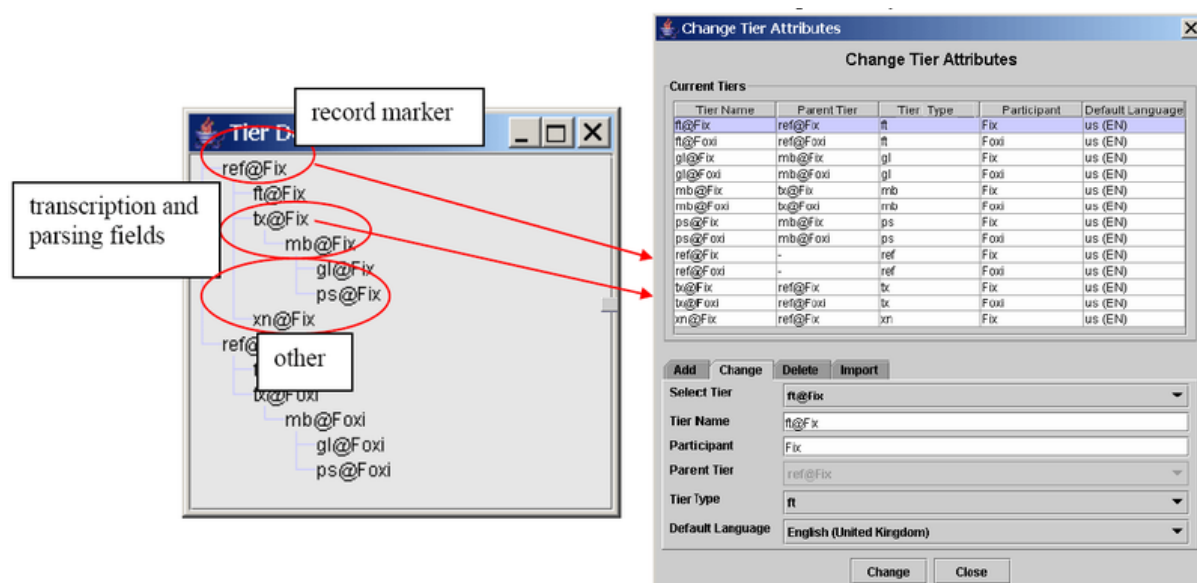 record marker
Tier D
ref@Fix
ft@Fix
tx@Fix
mb@Fix
gl@Fix
ps@Fix
xn@Fix
ref@
tx@Foxi
mb@Foxi
gl@Foxi
ps@Foxi
transcription and
parsing fields
other
Change Tier Attributes
Change Tier Attributes
Current Tiers
Tier Name Parent Tier Tier Type Participant Default Language
ft@Fix ref@Fix ft Fix us (EN)
ft@Foxi ref@Foxi ft Foxi us (EN)
gl@Fix mb@Fix gl Fix us (EN)
gl@Foxi mb@Foxi gl Foxi us (EN)
mb@Fix tx@Fix mb Fix us (EN)
mb@Foxi tx@Foxi mb Foxi us (EN)
ps@Fix mb@Fix ps Fix us (EN)
ps@Foxi mb@Foxi ps Foxi us (EN)
ref@Fix - ref Fix us (EN)
ref@Foxi - ref Foxi us (EN)
tx@Fix ref@Fix tx Fix us (EN)
tx@Foxi ref@Foxi tx Foxi us (EN)
xn@Fix ref@Fix xn Fix us (EN)
Add Change Delete Import
Select Tier ft@Fix
Tier Name ft@Fix
Participant Fix
Parent Tier ref@Fix
Tier Type ft
Default Language English (United Kingdom)
Change Close